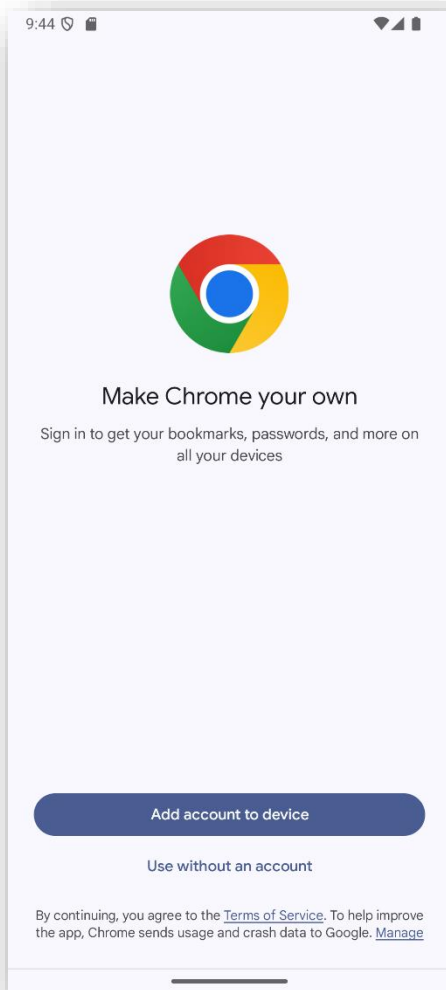 9:44
Make Chrome your own
Sign in to get your bookmarks, passwords, and more on
all your devices
Add account to device
Use without an account
By continuing, you agree to the Terms of Service. To help improve
the app, Chrome sends usage and crash data to Google. Manage